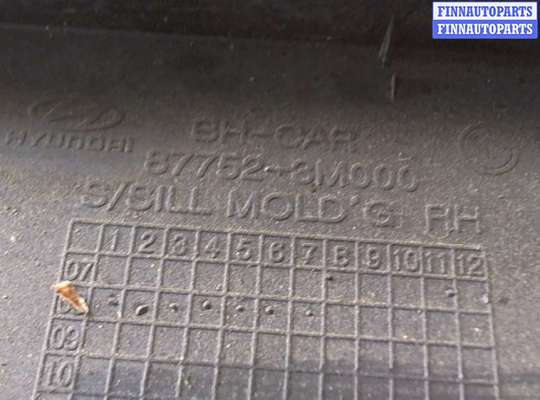 FINNAUTOPARTS
FINNAUTOPARTS
HYUNDAI
BH-CAR
87752-3M000
S/SILL MOLD'G RH
1 2 3 4 5 6 7 8 9 10 11 12
07
09
10